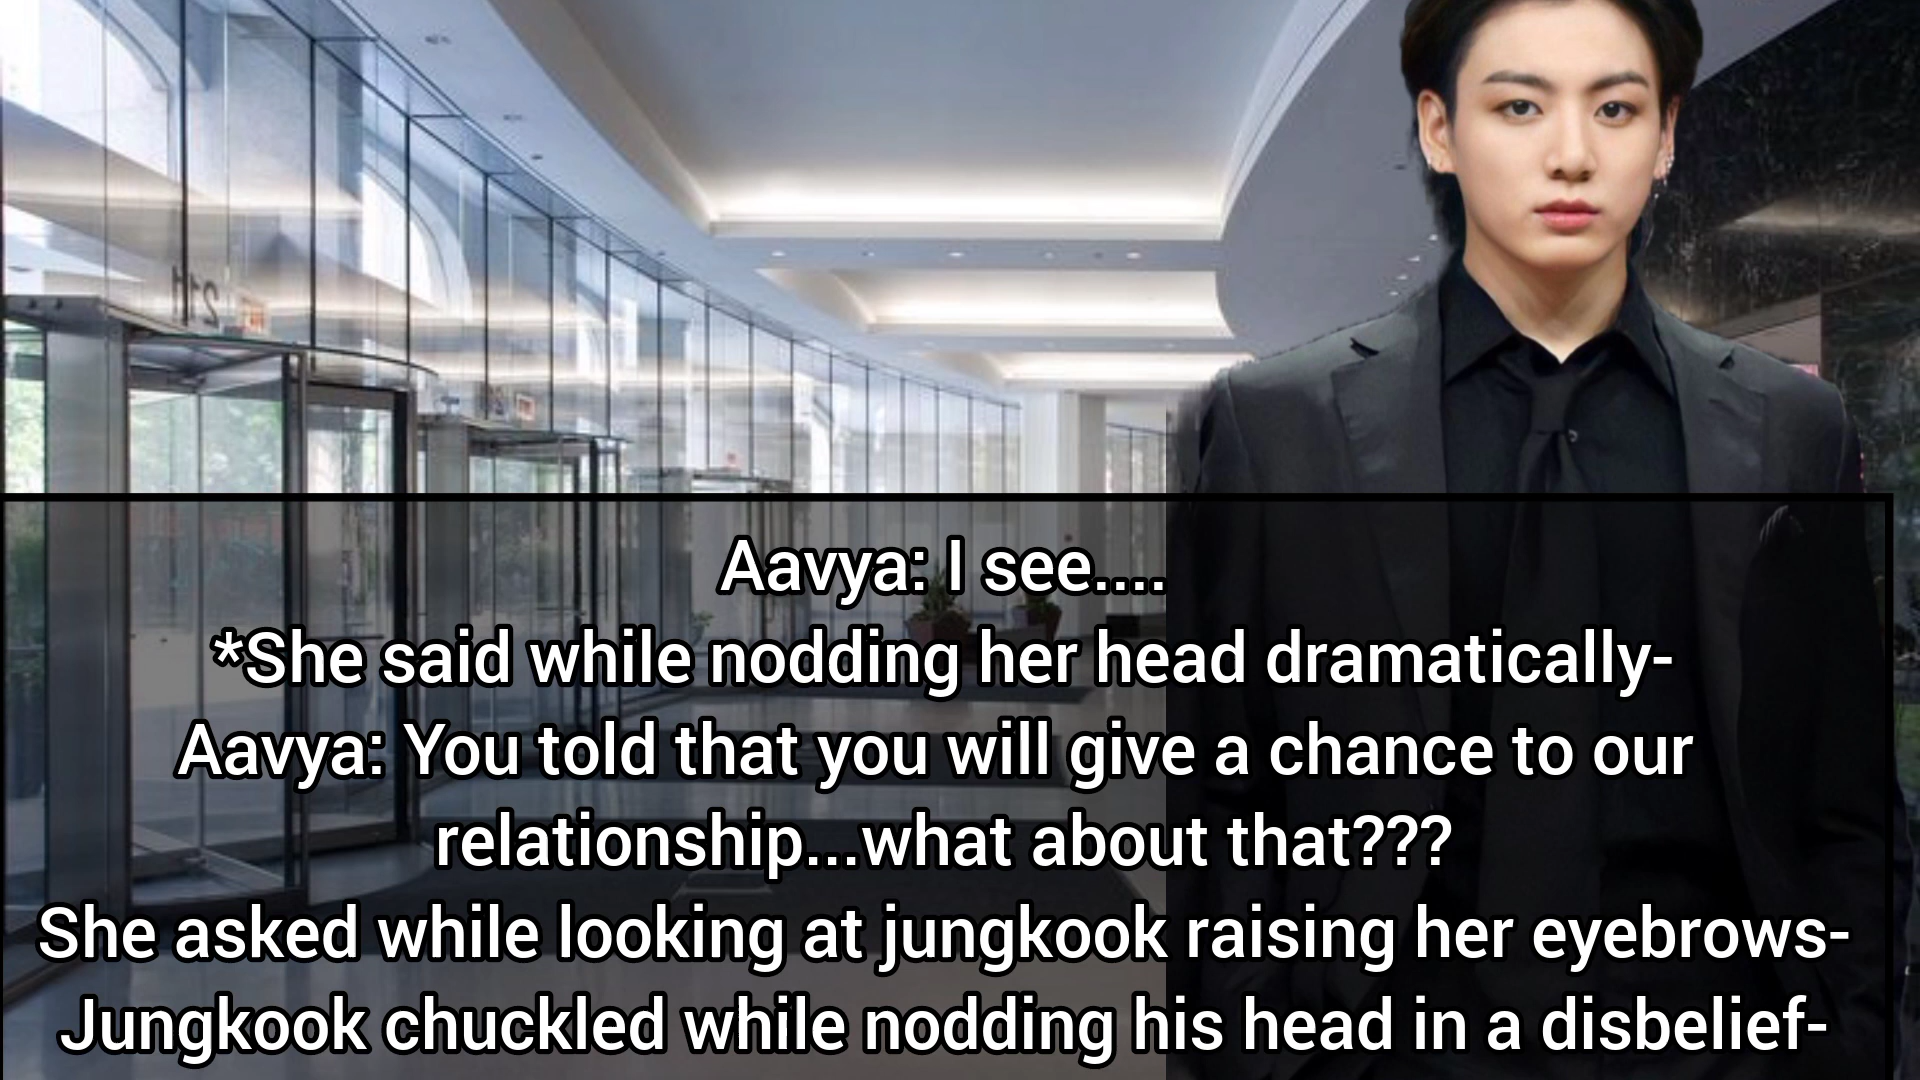 Aavya: I see....
*She said while nodding her head dramatically-
Aavya: You told that you will give a chance to our
relationship...what about that???
She asked while looking at jungkook raising her eyebrows-
Jungkook chuckled while nodding his head in a disbelief-